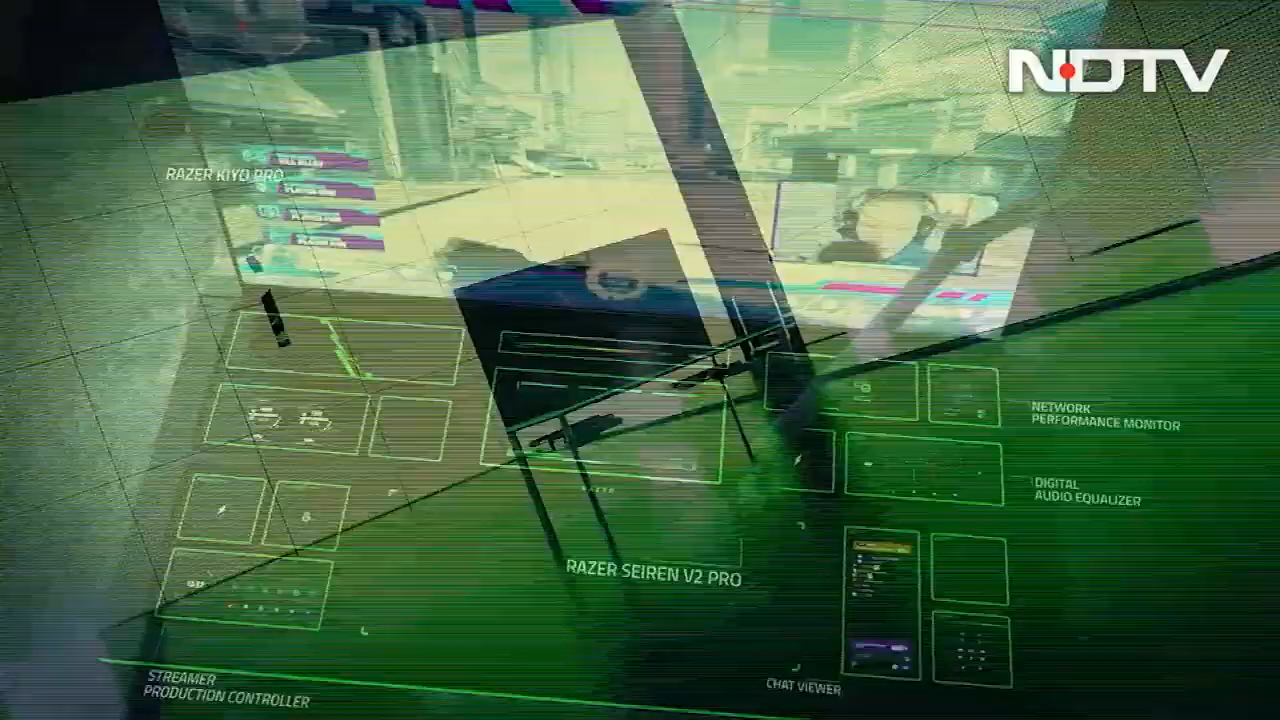 NDTV
RAZER KIYO PRO
NETWORK
PERFORMANCE MONITOR
DIGITAL
AUDIO EQUALIZER
RAZER
RAZER SEIREN V2 PRO
STREAMER
PRODUCTION CONTROLLER
CHAT VIEWER